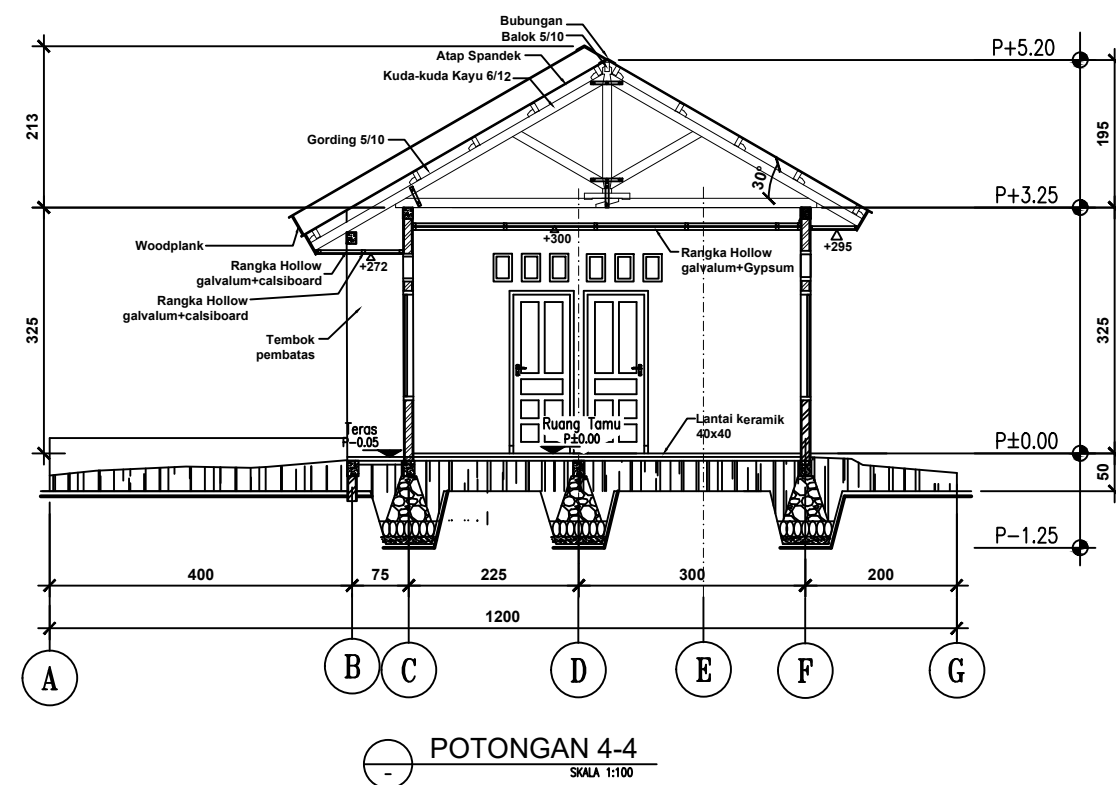 Bubungan
Balok 5/10
Atap Spandek
Kuda-kuda Kayu 6/12
Gording 5/10
P+5.20
213
195
30°
P+3.25
Woodplank
+300
+295
Rangka Hollow
galvalum+calsiboard
+272
Rangka Hollow
galvalum+Gypsum
Rangka Hollow
galvalum+calsiboard
Tembok
pembatas
325
325
Teras
P-0.05
Ruang Tamu
P±0.00
Lantai keramik
40x40
P±0.00
50
P-1.25
400
75
225
300
200
1200
A
B
C
D
E
F
G
POTONGAN 4-4
-
SKALA 1:100